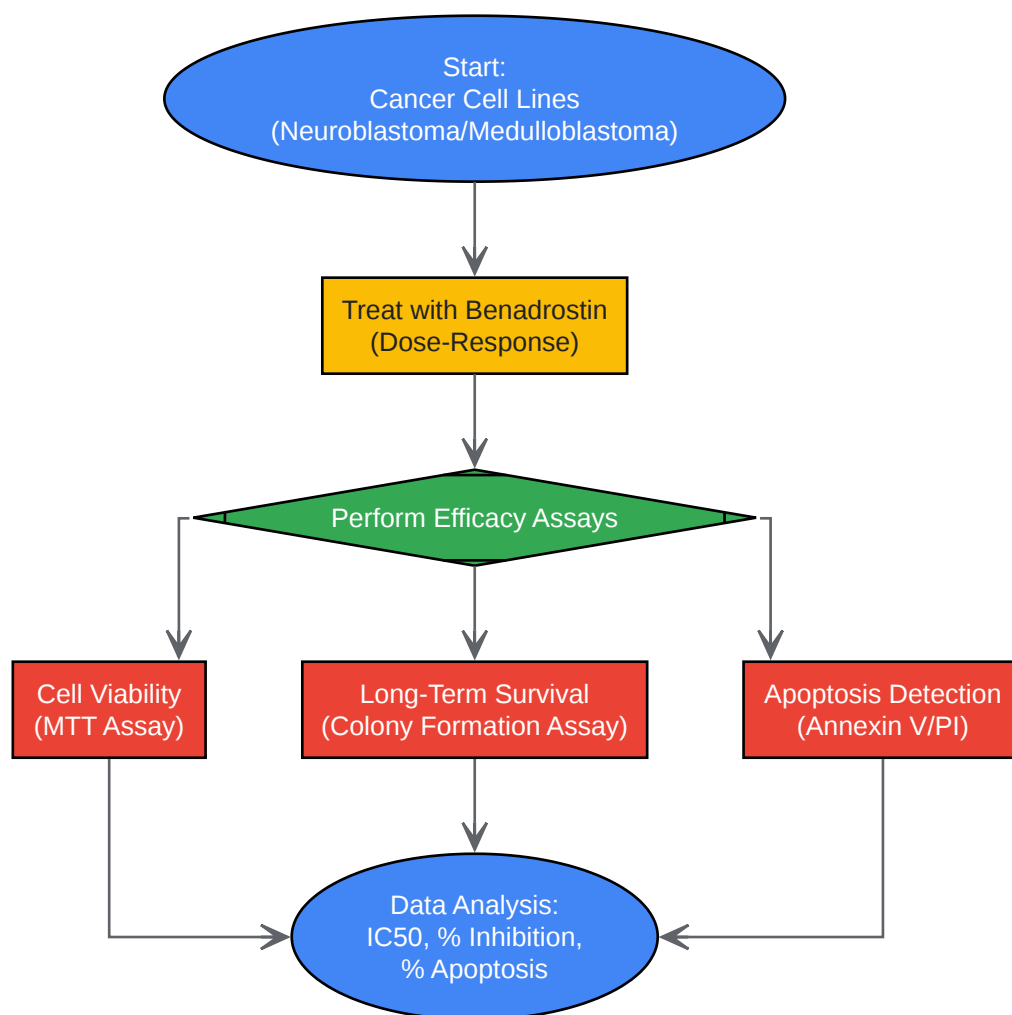 Start:
Cancer Cell Lines
(Neuroblastoma/Medulloblastoma)
Treat with Benadrostin
(Dose-Response)
Perform Efficacy Assays
Cell Viability
(MTT Assay)
Long-Term Survival
(Colony Formation Assay)
Apoptosis Detection
(Annexin V/PI)
Data Analysis:
IC50, % Inhibition,
% Apoptosis